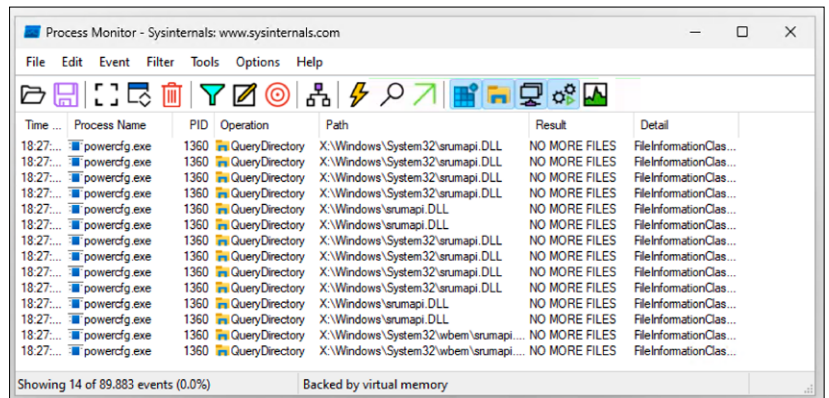 Process Monitor - Sysinternals: www.sysinternals.com
File Edit Event Filter Tools Options Help
Time ... Process Name PID Operation Path Result Detail
18:27:... powercfg.exe 1360 QueryDirectory X:\Windows\System32\srumapi.DLL NO MORE FILES FileInformationClas...
18:27:... powercfg.exe 1360 QueryDirectory X:\Windows\System32\srumapi.DLL NO MORE FILES FileInformationClas...
18:27:... powercfg.exe 1360 QueryDirectory X:\Windows\System32\srumapi.DLL NO MORE FILES FileInformationClas...
18:27:... powercfg.exe 1360 QueryDirectory X:\Windows\System32\srumapi.DLL NO MORE FILES FileInformationClas...
18:27:... powercfg.exe 1360 QueryDirectory X:\Windows\srumapi.DLL NO MORE FILES FileInformationClas...
18:27:... powercfg.exe 1360 QueryDirectory X:\Windows\srumapi.DLL NO MORE FILES FileInformationClas...
18:27:... powercfg.exe 1360 QueryDirectory X:\Windows\System32\srumapi.DLL NO MORE FILES FileInformationClas...
18:27:... powercfg.exe 1360 QueryDirectory X:\Windows\System32\srumapi.DLL NO MORE FILES FileInformationClas...
18:27:... powercfg.exe 1360 QueryDirectory X:\Windows\System32\srumapi.DLL NO MORE FILES FileInformationClas...
18:27:... powercfg.exe 1360 QueryDirectory X:\Windows\System32\srumapi.DLL NO MORE FILES FileInformationClas...
18:27:... powercfg.exe 1360 QueryDirectory X:\Windows\srumapi.DLL NO MORE FILES FileInformationClas...
18:27:... powercfg.exe 1360 QueryDirectory X:\Windows\srumapi.DLL NO MORE FILES FileInformationClas...
18:27:... powercfg.exe 1360 QueryDirectory X:\Windows\System32\wbem\srumapi.... NO MORE FILES FileInformationClas...
18:27:... powercfg.exe 1360 QueryDirectory X:\Windows\System32\wbem\srumapi.... NO MORE FILES FileInformationClas...
Showing 14 of 89.883 events (0.0%) Backed by virtual memory